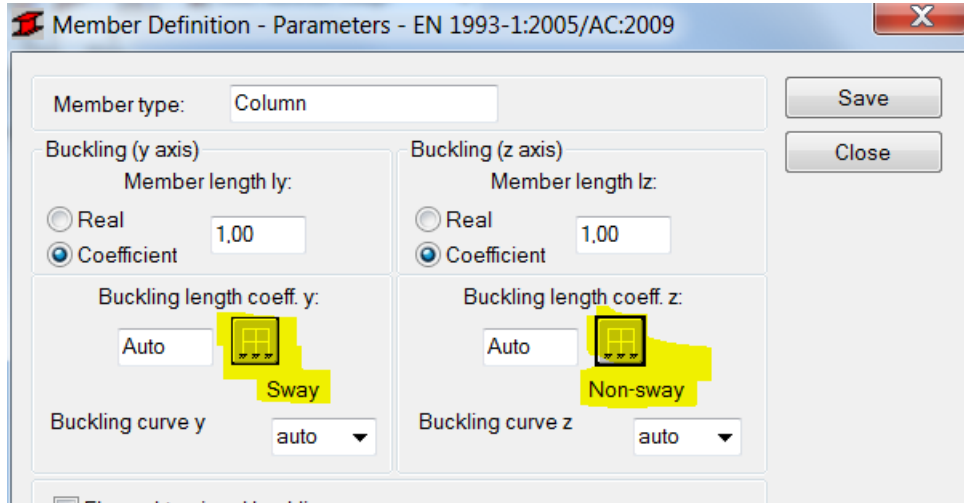 Member Definition - Parameters - EN 1993-1:2005/AC:2009
Member type: Column
Save
Close
Buckling (y axis)
Member length ly:
Real
Coefficient
1,00
Buckling (z axis)
Member length lz:
Real
Coefficient
1,00
Buckling length coeff. y:
Auto
Sway
Buckling curve y
auto
Buckling length coeff. z:
Auto
Non-sway
Buckling curve z
auto